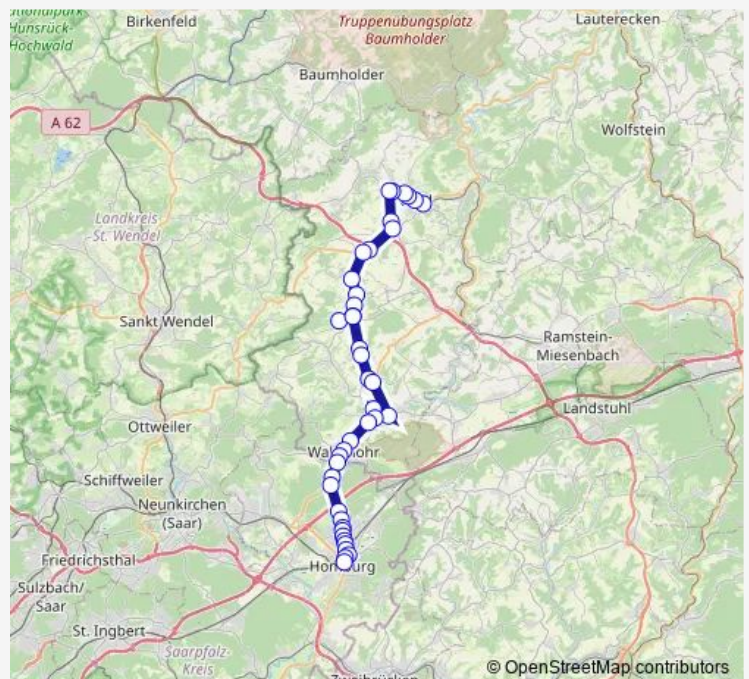 Nationalpark
Hunsrück-
Hochwald
Birkenfeld
Truppenübungsplatz
Baumholder
Lauterecken
Baumholder
A 62
Wolfstein
Landkreis
St. Wendel
Sankt Wendel
Ramstein-
Miesenbach
Landstuhl
Ottweiler
Schiffweiler
Neunkirchen
(Saar)
Friedrichsthal
Sulzbach/
Saar
Homburg
St. Ingbert
Saarpfalz-
Kreis
© OpenStreetMap contributors